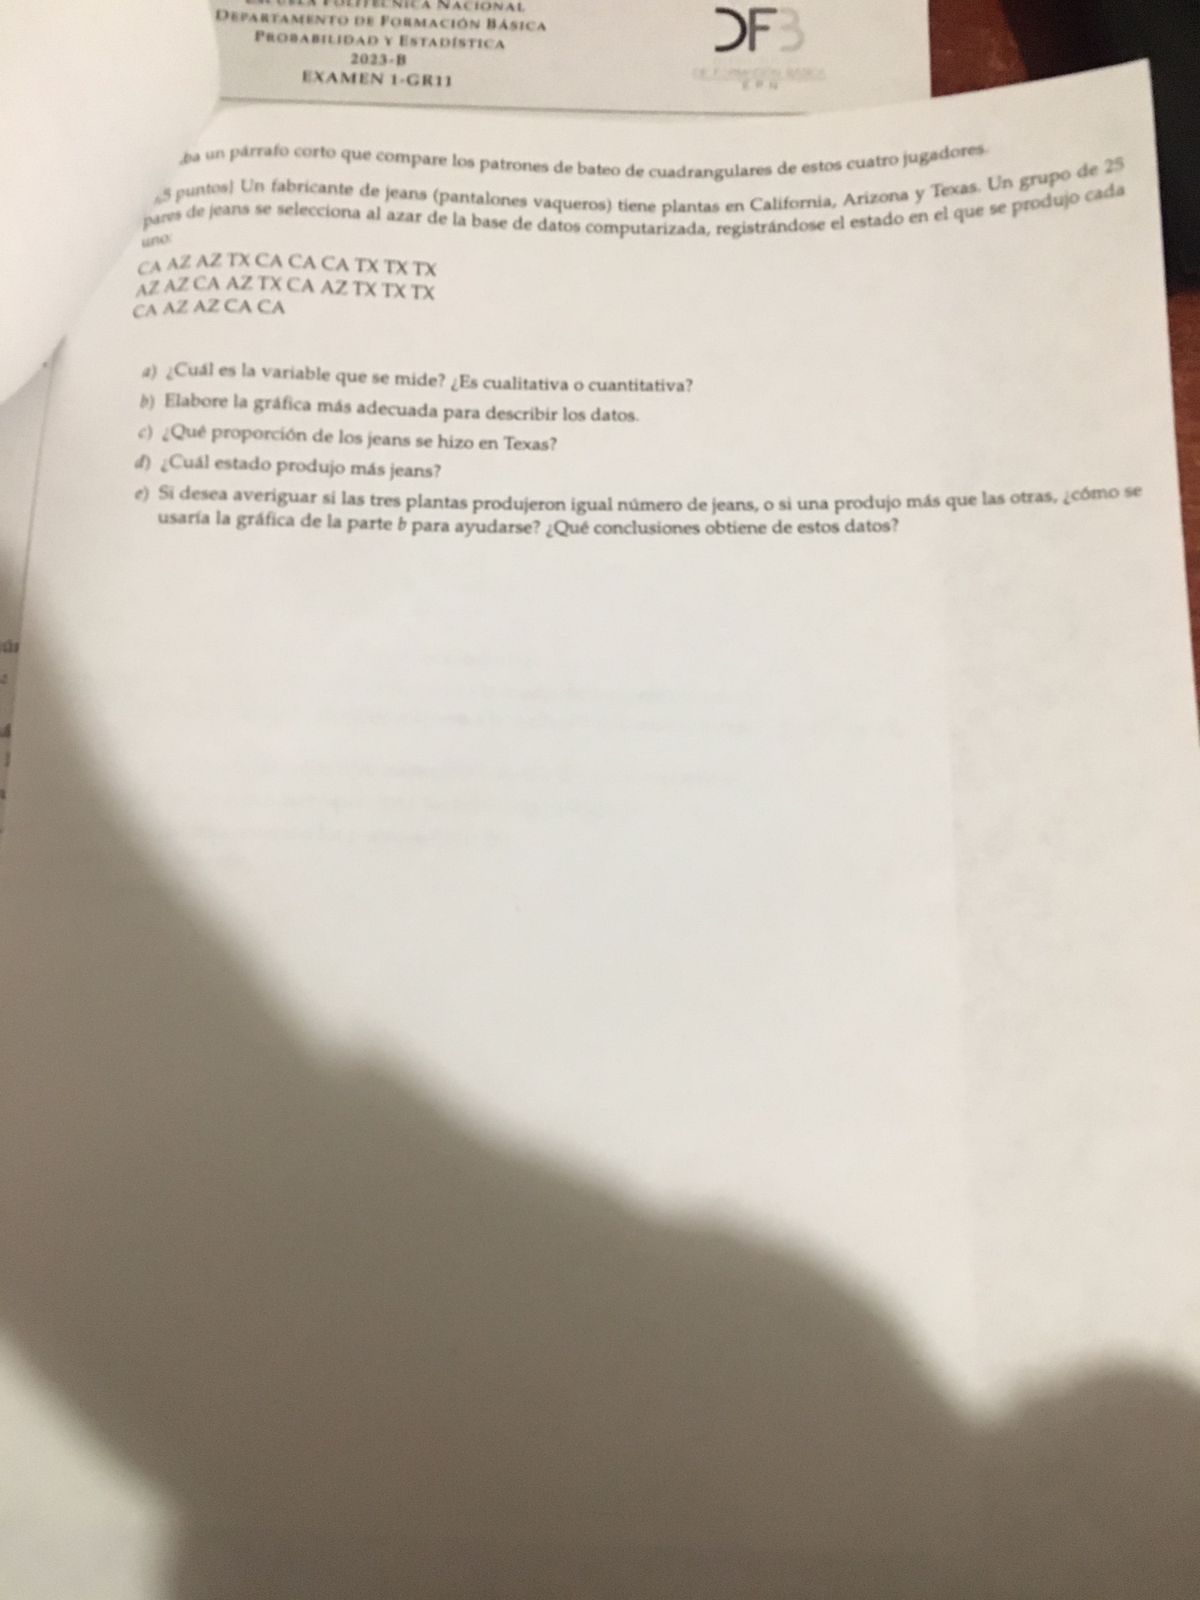 ESCUELA POLITÉCNICA NACIONAL
DEPARTAMENTO DE FORMACIÓN BÁSICA
PROBABILIDAD Y ESTADÍSTICA
2023-B
EXAMEN 1-GR11
DFB
DE FORMACIÓN BÁSICA
E P N
ba un párrafo corto que compare los patrones de bateo de cuadrangulares de estos cuatro jugadores.
,5 puntos] Un fabricante de jeans (pantalones vaqueros) tiene plantas en California, Arizona y Texas. Un grupo de 25
pares de jeans se selecciona al azar de la base de datos computarizada, registrándose el estado en el que se produjo cada
uno:
CA AZ AZ TX CA CA CA TX TX TX
AZ AZ CA AZ TX CA AZ TX TX TX
CA AZ AZ CA CA
a) ¿Cuál es la variable que se mide? ¿Es cualitativa o cuantitativa?
b) Elabore la gráfica más adecuada para describir los datos.
c) ¿Qué proporción de los jeans se hizo en Texas?
d) ¿Cuál estado produjo más jeans?
e) Si desea averiguar si las tres plantas produjeron igual número de jeans, o si una produjo más que las otras, ¿cómo se
usaría la gráfica de la parte b para ayudarse? ¿Qué conclusiones obtiene de estos datos?